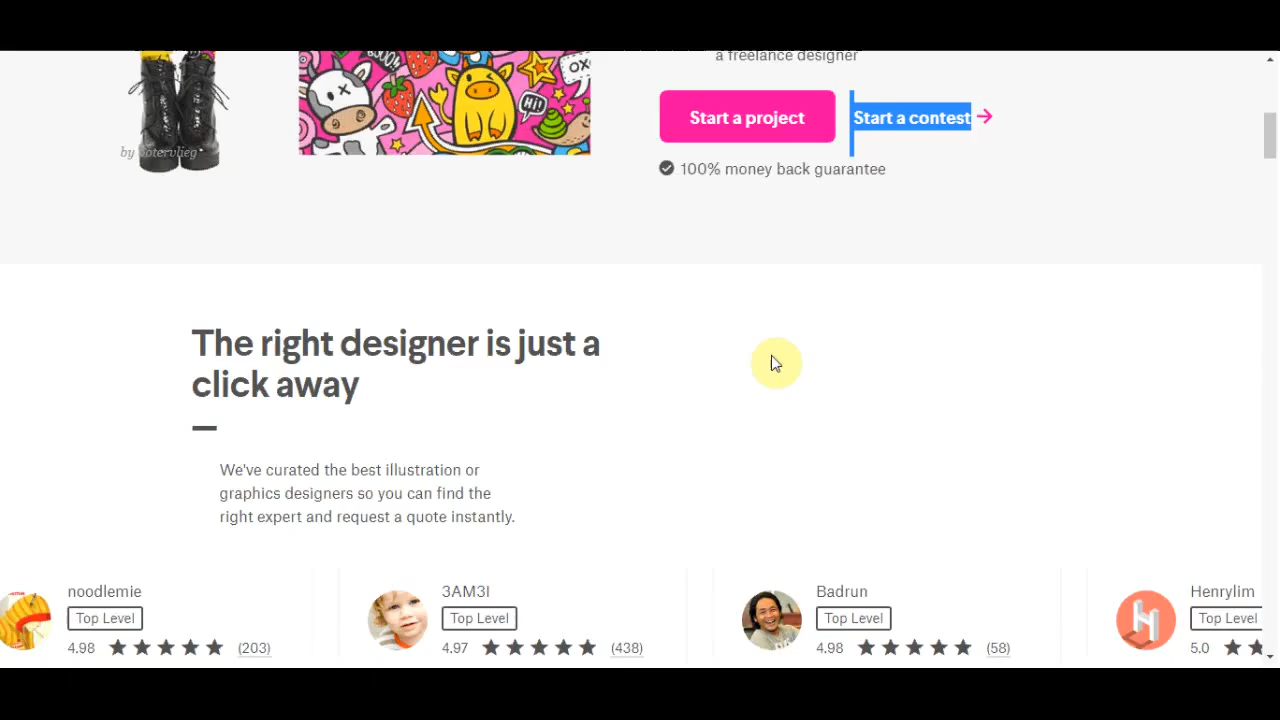 a freelance designer
OX
Hi!
Start a project
Start a contest
by
100% money back guarantee
The right designer is just a
click away
We've curated the best illustration or
graphics designers so you can find the
right expert and request a quote instantly.
noodlemie
Top Level
4.98
(203)
3AM3I
Top Level
4.97
(438)
Badrun
Top Level
4.98
(58)
Henrylim
Top Level
5.0